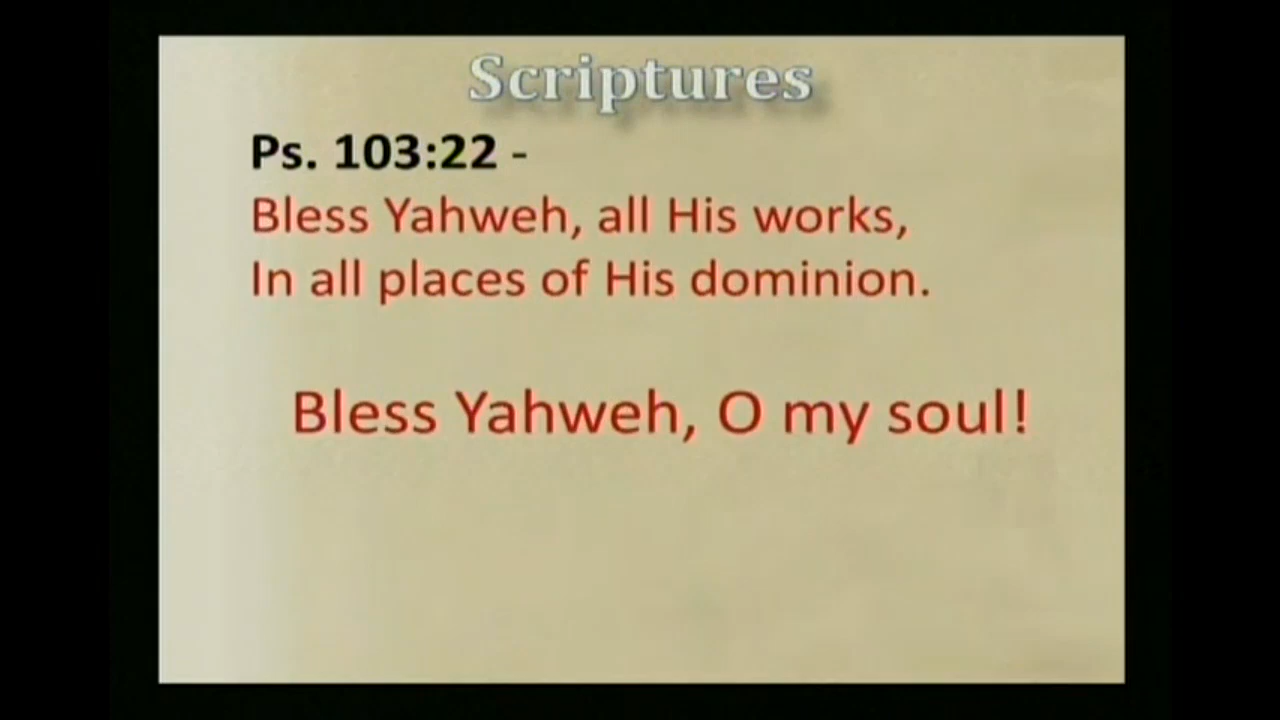 Scriptures
Ps. 103:22 -
Bless Yahweh, all His works,
In all places of His dominion.
Bless Yahweh, O my soul!